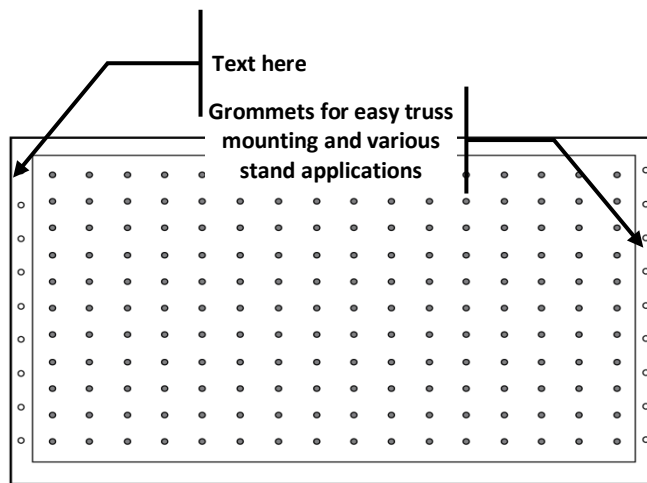 Text here
Grommets for easy truss
mounting and various
stand applications